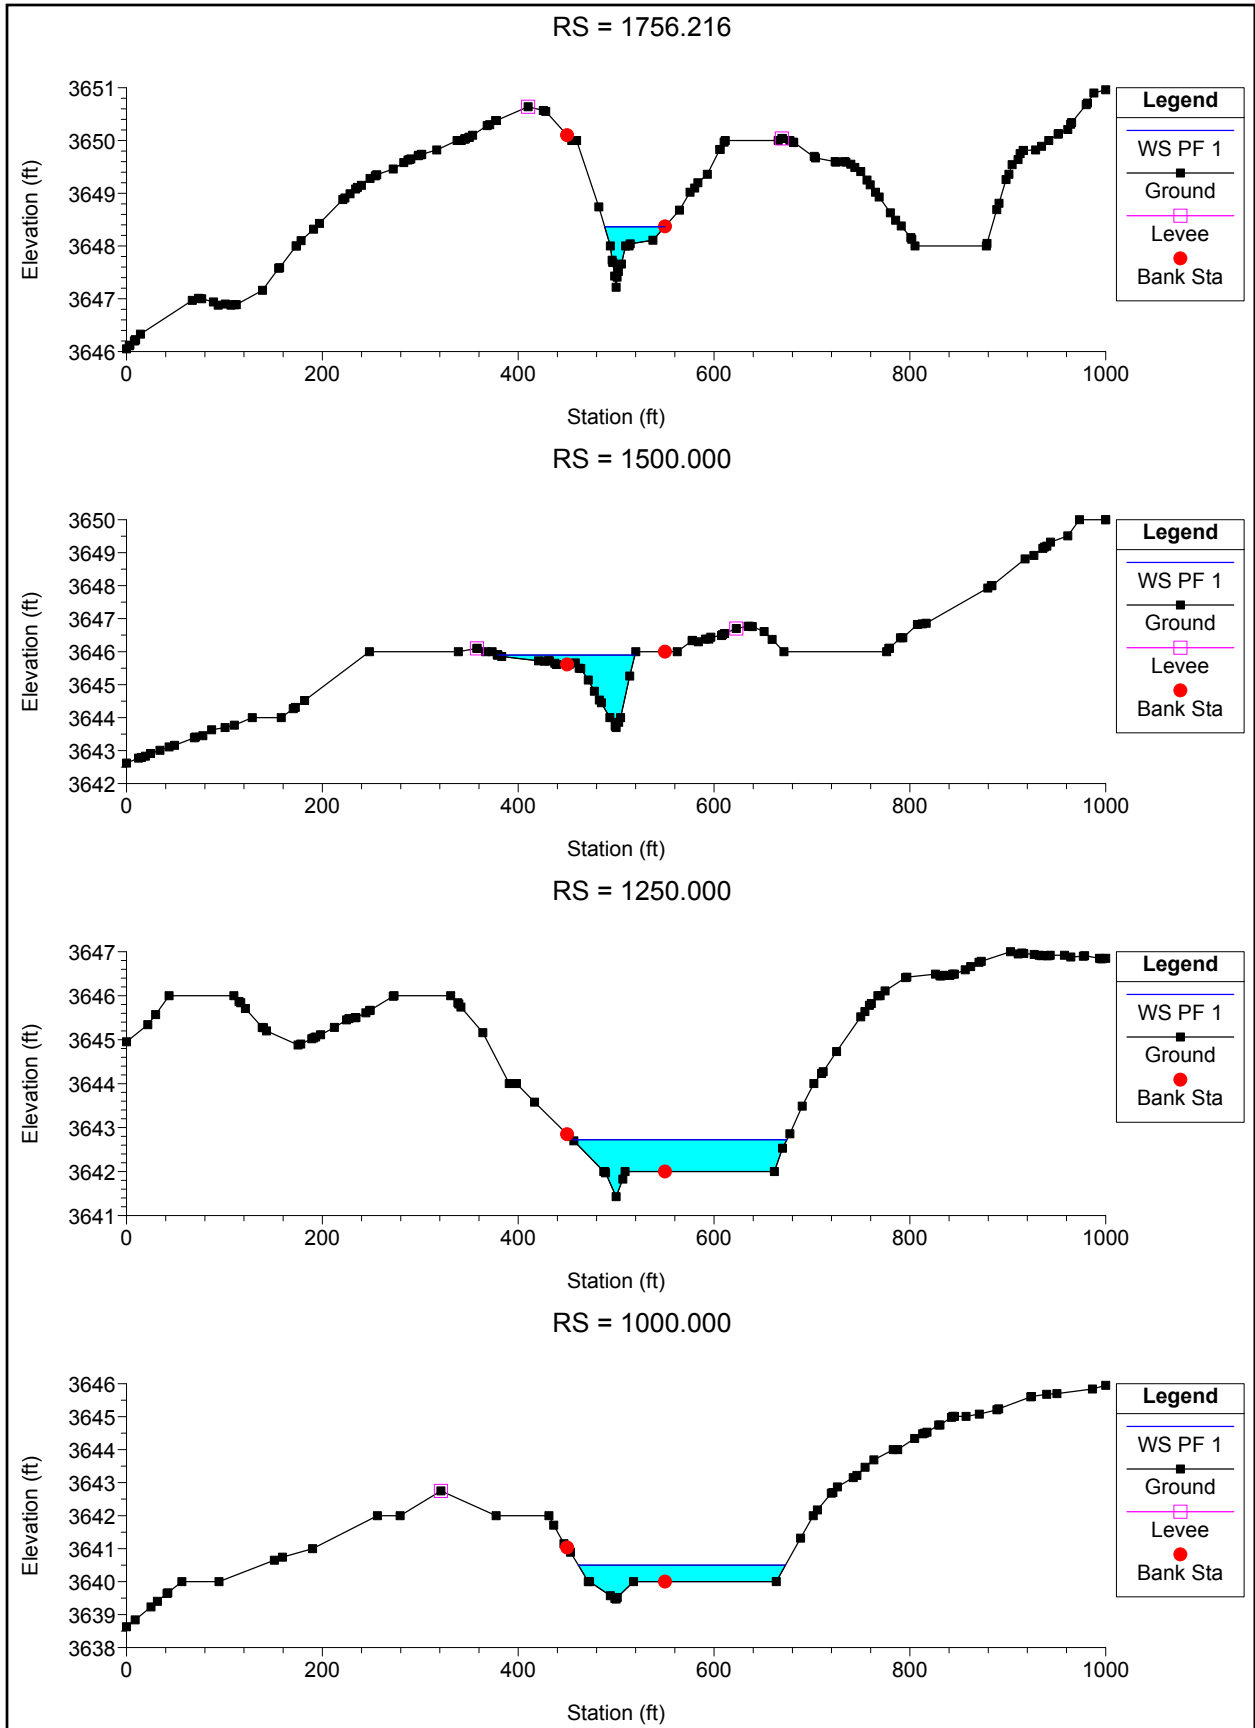 RS = 1756.216
3651
3650
3649
3648
3647
3646
Elevation (ft)
0 200 400 600 800 1000
Station (ft)
Legend
WS PF 1
Ground
Levee
Bank Sta
RS = 1500.000
3650
3649
3648
3647
3646
3645
3644
3643
3642
Elevation (ft)
0 200 400 600 800 1000
Station (ft)
Legend
WS PF 1
Ground
Levee
Bank Sta
RS = 1250.000
3647
3646
3645
3644
3643
3642
3641
Elevation (ft)
0 200 400 600 800 1000
Station (ft)
Legend
WS PF 1
Ground
Bank Sta
RS = 1000.000
3646
3645
3644
3643
3642
3641
3640
3639
3638
Elevation (ft)
0 200 400 600 800 1000
Station (ft)
Legend
WS PF 1
Ground
Levee
Bank Sta